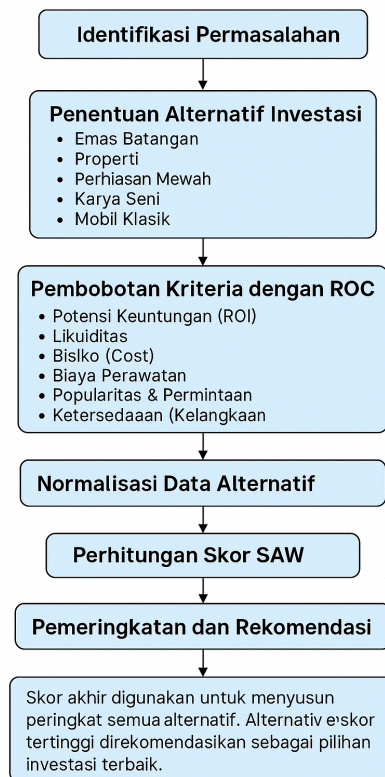 Identifikasi Permasalahan
Penentuan Alternatif Investasi
• Emas Batangan
• Properti
• Perhiasan Mewah
• Karya Seni
• Mobil Klasik
Pembobotan Kriteria dengan ROC
• Potensi Keuntungan (ROI)
• Likuiditas
• Bislko (Cost)
• Biaya Perawatan
• Popularitas & Permintaan
• Ketersedaaan (Kelangkaan
Normalisasi Data Alternatif
Perhitungan Skor SAW
Pemeringkatan dan Rekomendasi
Skor akhir digunakan untuk menyusun
peringkat semua alternatif. Alternativ
tertinggi direkomendasikan sebagai pilihan
investasi terbaik.